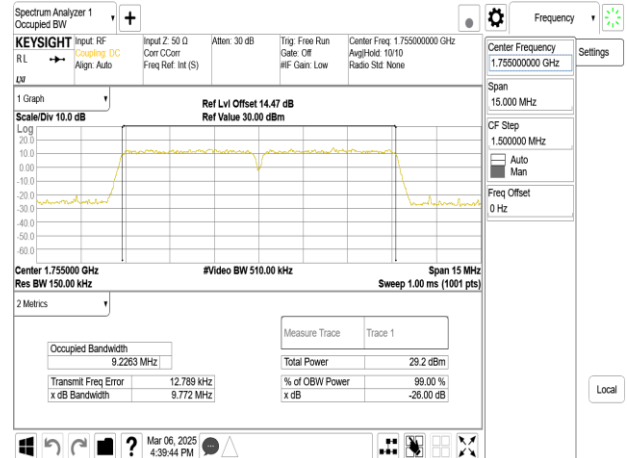 Spectrum Analyzer 1
Occupied BW
Frequency
KEYSIGHT
Input: RF
Input Z: 50 Ω
Atten: 30 dB
Trig: Free Run
Center Freq: 1.755000000 GHz
RL
Coupling: DC
Corr CCorr
Gate: Off
Avg|Hold: 10/10
Align: Auto
Freq Ref: Int (S)
#IF Gain: Low
Radio Std: None
LXI
Center Frequency
1.755000000 GHz
Settings
Span
15.000 MHz
CF Step
1.500000 MHz
Auto
Man
Freq Offset
0 Hz
Local
1 Graph
Ref Lvl Offset 14.47 dB
Scale/Div 10.0 dB
Ref Value 30.00 dBm
Log
20.0
10.0
0.00
-10.0
-20.0
-30.0
-40.0
-50.0
-60.0
Center 1.755000 GHz
#Video BW 510.00 kHz
Span 15 MHz
Res BW 150.00 kHz
Sweep 1.00 ms (1001 pts)
2 Metrics
Measure Trace
Trace 1
Occupied Bandwidth
9.2263 MHz
Total Power
29.2 dBm
Transmit Freq Error
12.789 kHz
% of OBW Power
99.00 %
x dB Bandwidth
9.772 MHz
x dB
-26.00 dB
?
Mar 06, 2025
4:39:44 PM